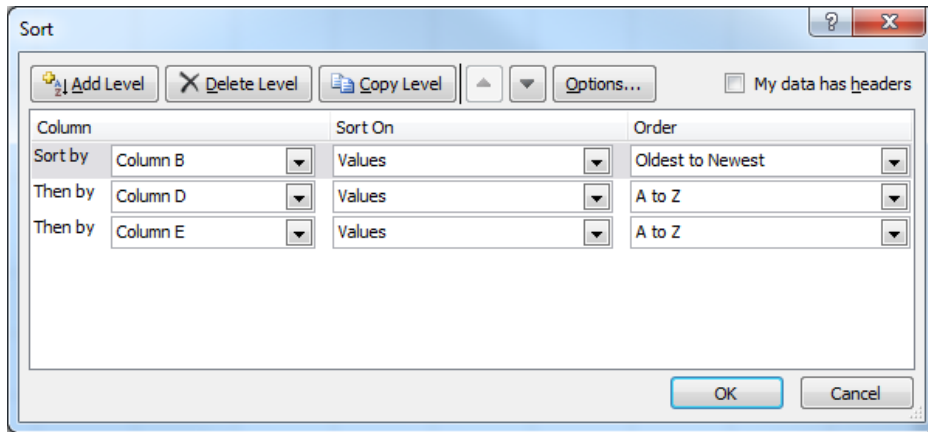 Sort
Add Level Delete Level Copy Level Options... My data has headers
Column Sort On Order
Sort by Column B Values Oldest to Newest
Then by Column D Values A to Z
Then by Column E Values A to Z
OK Cancel